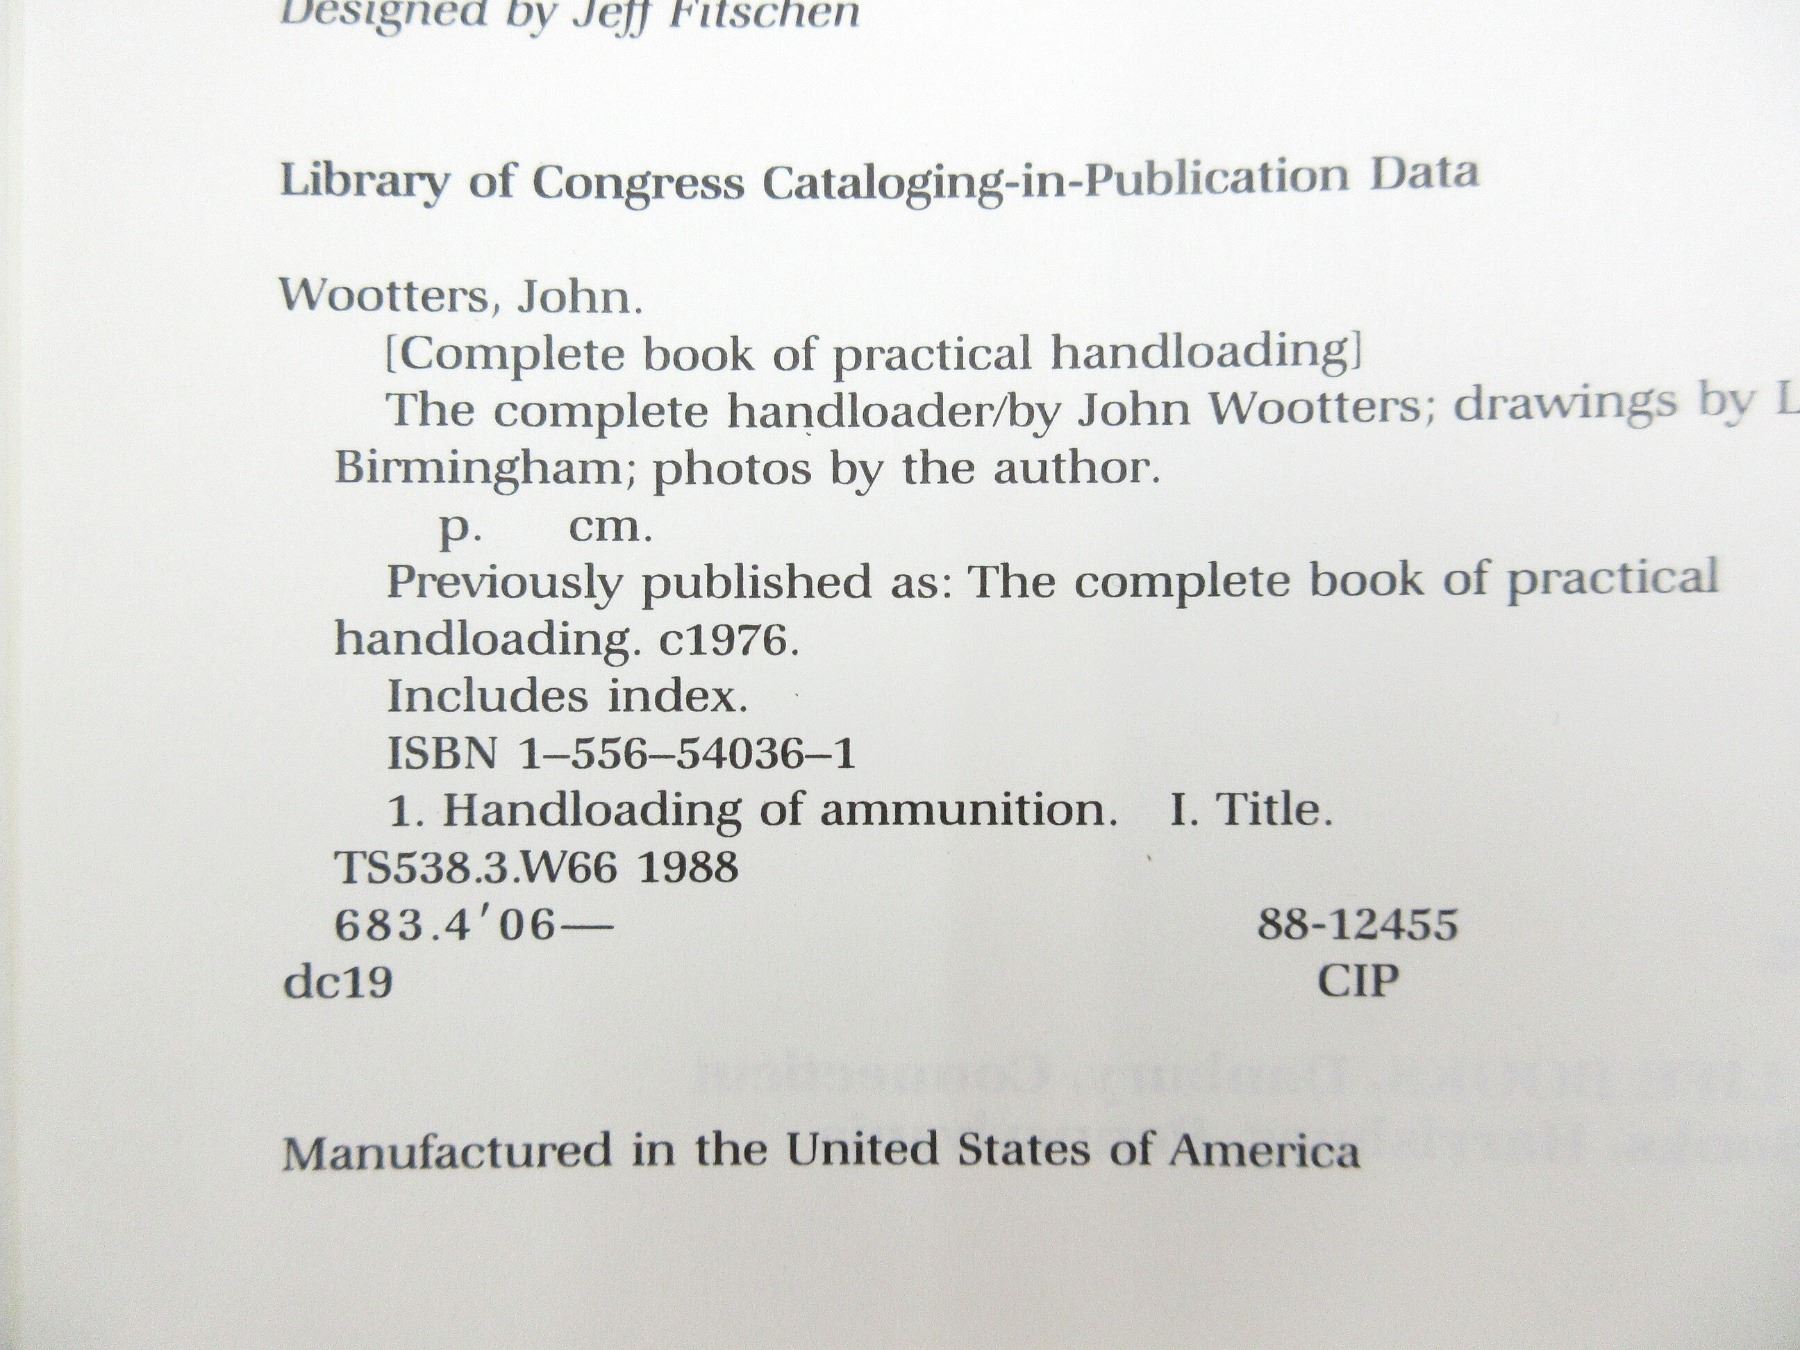 Designed by Jeff Fitschen
Library of Congress Cataloging-in-Publication Data
Wootters, John.
[Complete book of practical handloading]
The complete handloader/by John Wootters; drawings by L
Birmingham; photos by the author.
p. cm.
Previously published as: The complete book of practical
handloading. c1976.
Includes index.
ISBN 1–556–54036–1
1. Handloading of ammunition. I. Title.
TS538.3.W66 1988
683.4′06— 88-12455
dc19 CIP
Manufactured in the United States of America